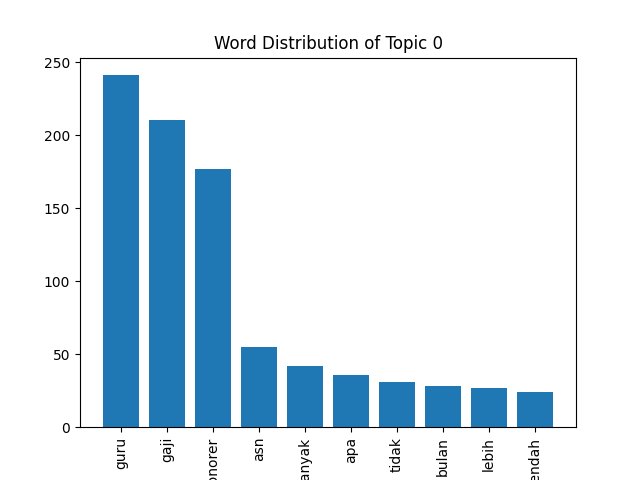 Word Distribution of Topic 0
250
200
150
100
50
0
guru
gaji
onorer
asn
anyak
apa
tidak
bulan
lebih
endah